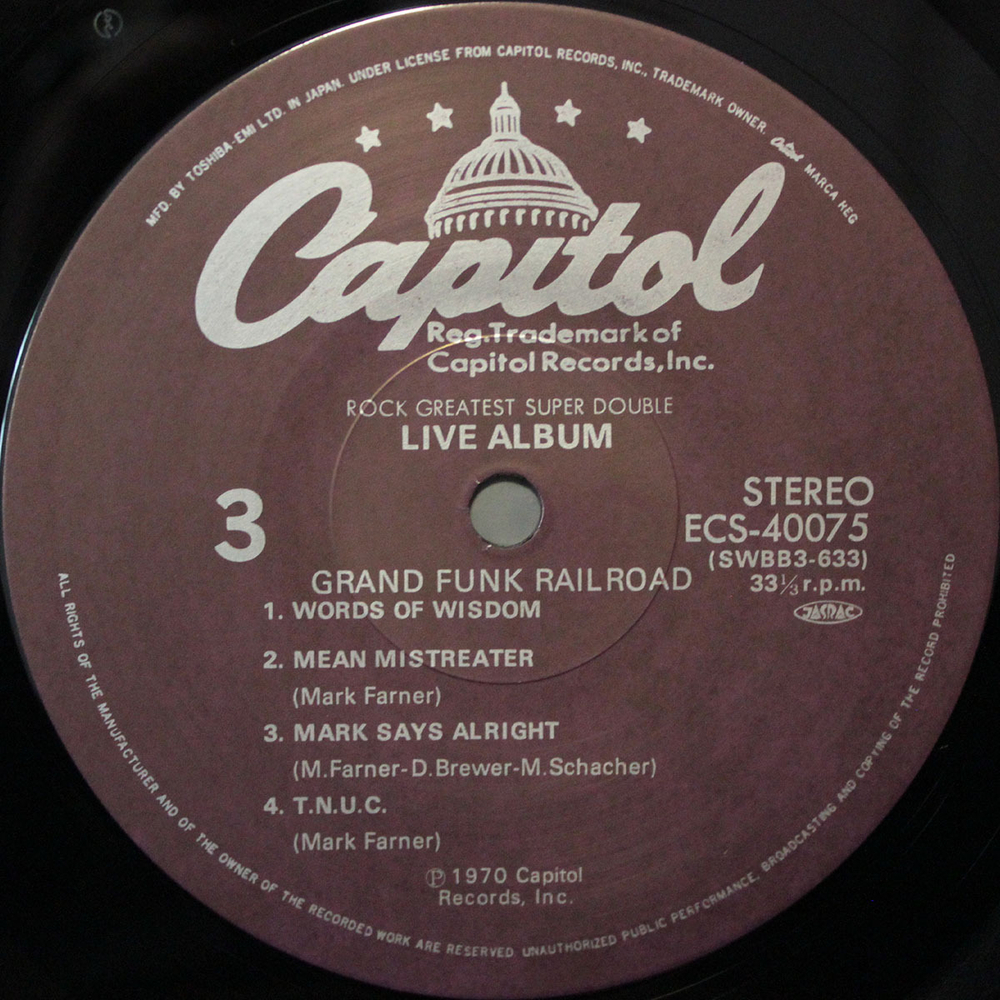 MFD. BY TOSHIBA-EMI LTD. IN JAPAN. UNDER LICENSE FROM CAPITOL RECORDS, INC., TRADEMARK OWNER. Capitol MARCA REG
Capitol
Reg. Trademark of
Capitol Records, Inc.
ROCK GREATEST SUPER DOUBLE
LIVE ALBUM
3
STEREO
ECS-40075
(SWBB3-633)
33⅓ r.p.m.
JASRAC
GRAND FUNK RAILROAD
1. WORDS OF WISDOM
2. MEAN MISTREATER
(Mark Farner)
3. MARK SAYS ALRIGHT
(M.Farner-D.Brewer-M.Schacher)
4. T.N.U.C.
(Mark Farner)
Ⓟ 1970 Capitol
Records, Inc.
ALL RIGHTS OF THE MANUFACTURER AND OF THE OWNER OF THE RECORDED WORK ARE RESERVED. UNAUTHORIZED PUBLIC PERFORMANCE, BROADCASTING AND COPYING OF THE RECORD PROHIBITED